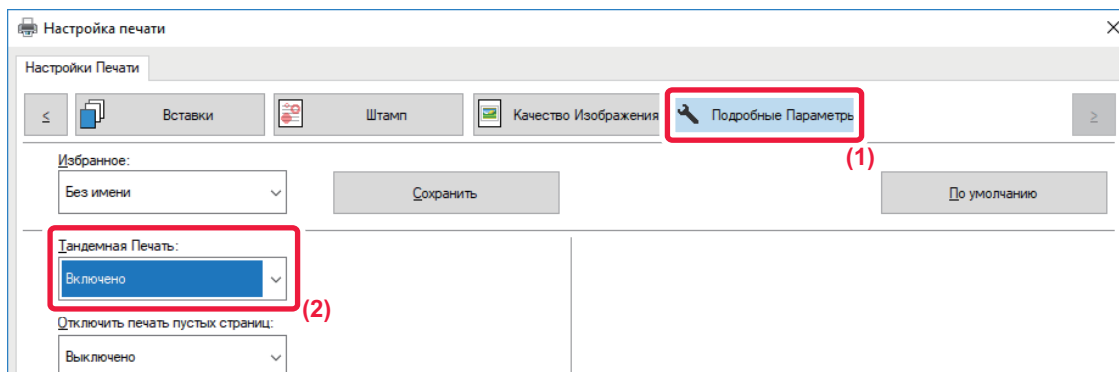 Настройка печати
Настройки Печати
≤ Вставки Штамп Качество Изображения Подробные Параметры ≥
(1)
Избранное:
Без имени Сохранить По умолчанию
Тандемная Печать:
Включено
(2)
Отключить печать пустых страниц:
Выключено